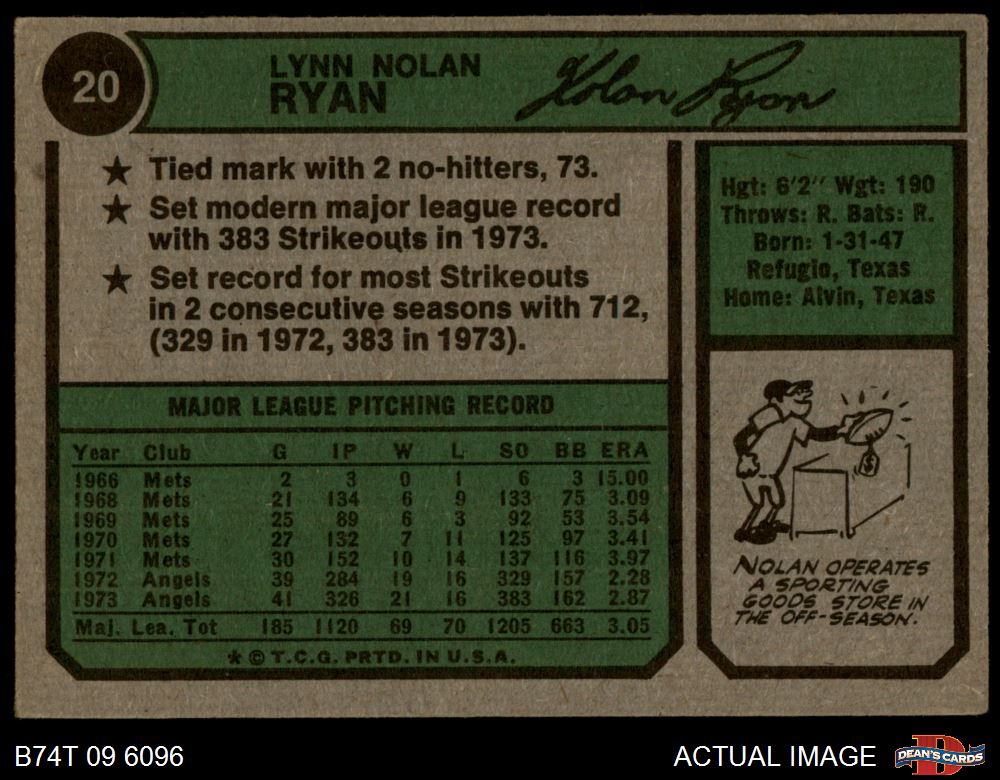 20
LYNN NOLAN
RYAN
Nolan Ryan
★ Tied mark with 2 no-hitters, 73.
★ Set modern major league record
with 383 Strikeouts in 1973.
★ Set record for most Strikeouts
in 2 consecutive seasons with 712,
(329 in 1972, 383 in 1973).
Hgt: 6'2" Wgt: 190
Throws: R. Bats: R.
Born: 1-31-47
Refugio, Texas
Home: Alvin, Texas
MAJOR LEAGUE PITCHING RECORD
Year Club G IP W L SO BB ERA
1966 Mets 2 3 0 1 6 3 15.00
1968 Mets 21 134 6 9 133 75 3.09
1969 Mets 25 89 6 3 92 53 3.54
1970 Mets 27 132 7 11 125 97 3.41
1971 Mets 30 152 10 14 137 116 3.97
1972 Angels 39 284 19 16 329 157 2.28
1973 Angels 41 326 21 16 383 162 2.87
Maj. Lea. Tot 185 1120 69 70 1205 663 3.05
* © T.C.G. PRTD. IN U.S.A.
$
NOLAN OPERATES
A SPORTING
GOODS STORE IN
THE OFF-SEASON.
B74T 09 6096
ACTUAL IMAGE
D
DEAN'S CARDS